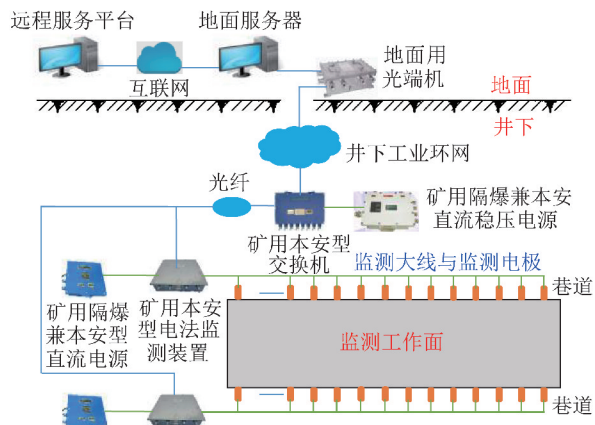 远程服务平台
地面服务器
互联网
地面用
光端机
地面
井下
井下工业环网
光纤
矿用隔爆兼本安
直流稳压电源
矿用本安型
交换机
监测大线与监测电极
巷道
矿用隔爆
兼本安型
直流电源
矿用本安
型电法监
测装置
监测工作面
巷道